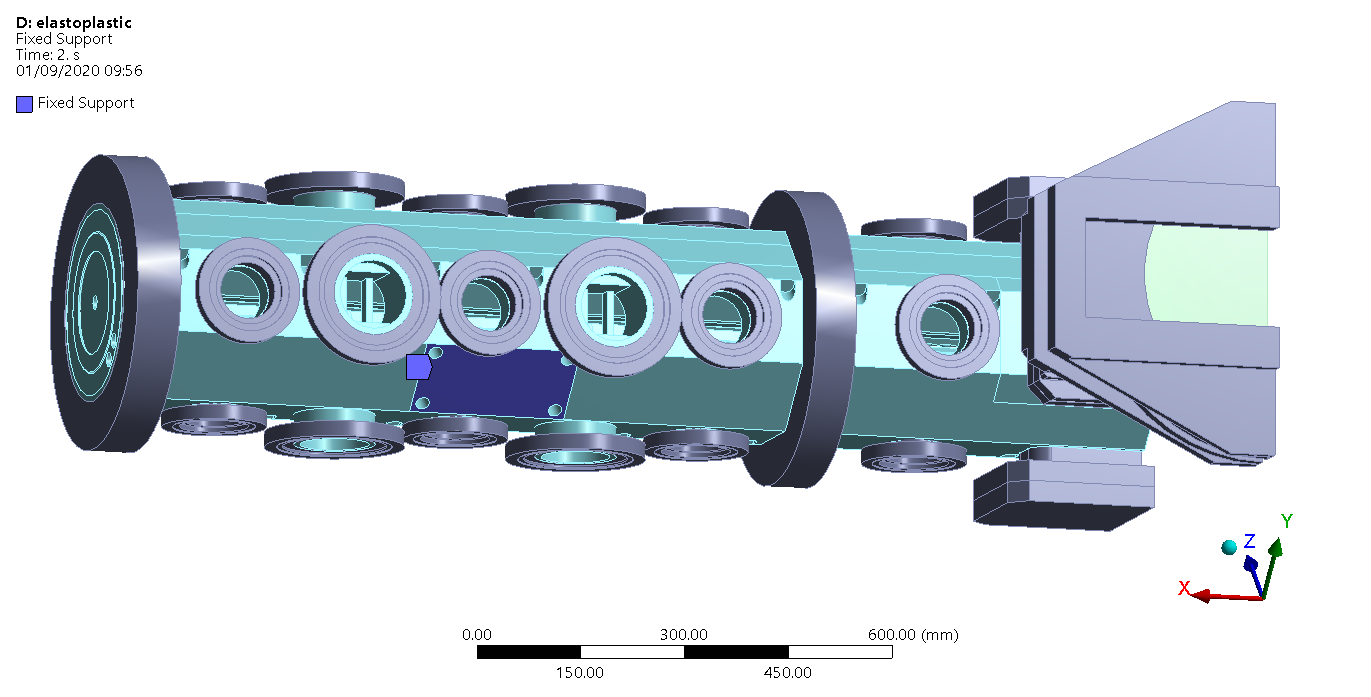 D: elastoplastic
Fixed Support
Time: 2. s
01/09/2020 09:56
Fixed Support
Y
Z
X
0.00 300.00 600.00 (mm)
150.00 450.00